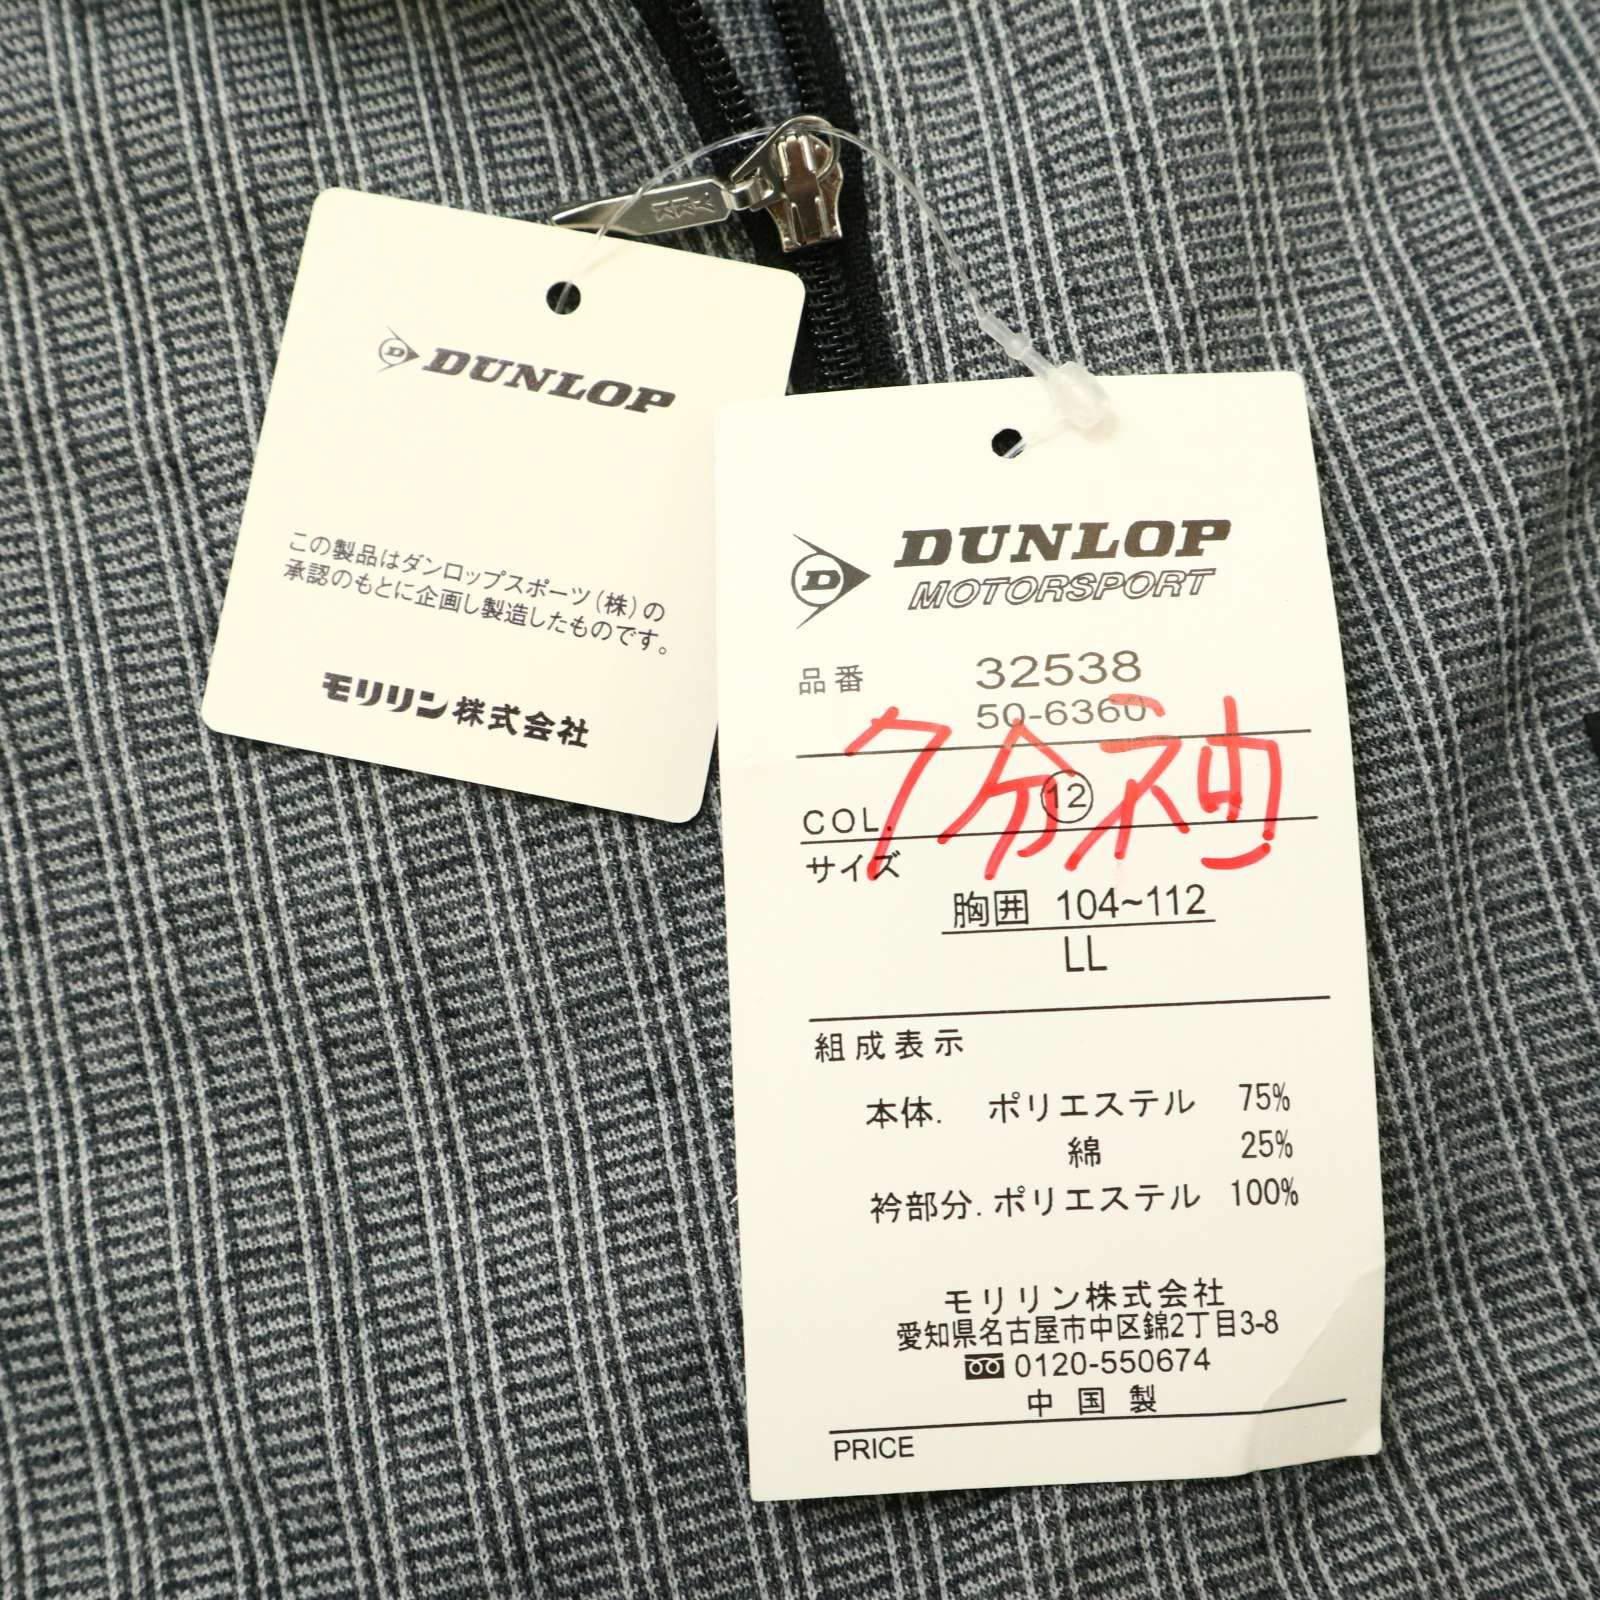 DUNLOP
この製品はダンロップスポーツ(株)の
承認のもとに企画し製造したものです。
モリリン株式会社
DUNLOP
MOTORSPORT
品番 32538
50-6360
7分袖
COL. 12
サイズ
胸囲 104~112
LL
組成表示
本体. ポリエステル 75%
綿 25%
衿部分. ポリエステル 100%
モリリン株式会社
愛知県名古屋市中区錦2丁目3-8
0120-550674
中国製
PRICE